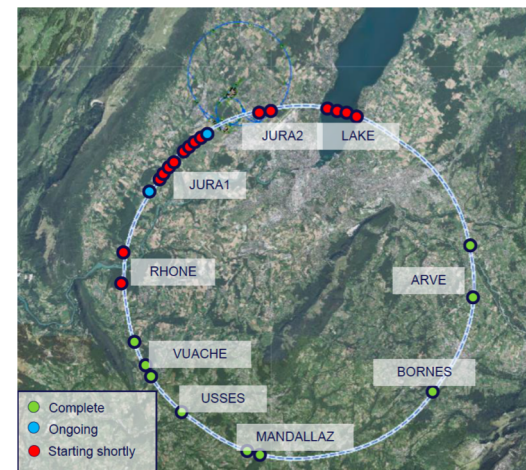 JURA2
LAKE
JURA1
RHONE
ARVE
VUACHE
BORNES
USSES
MANDALLAZ
Complete
Ongoing
Starting shortly